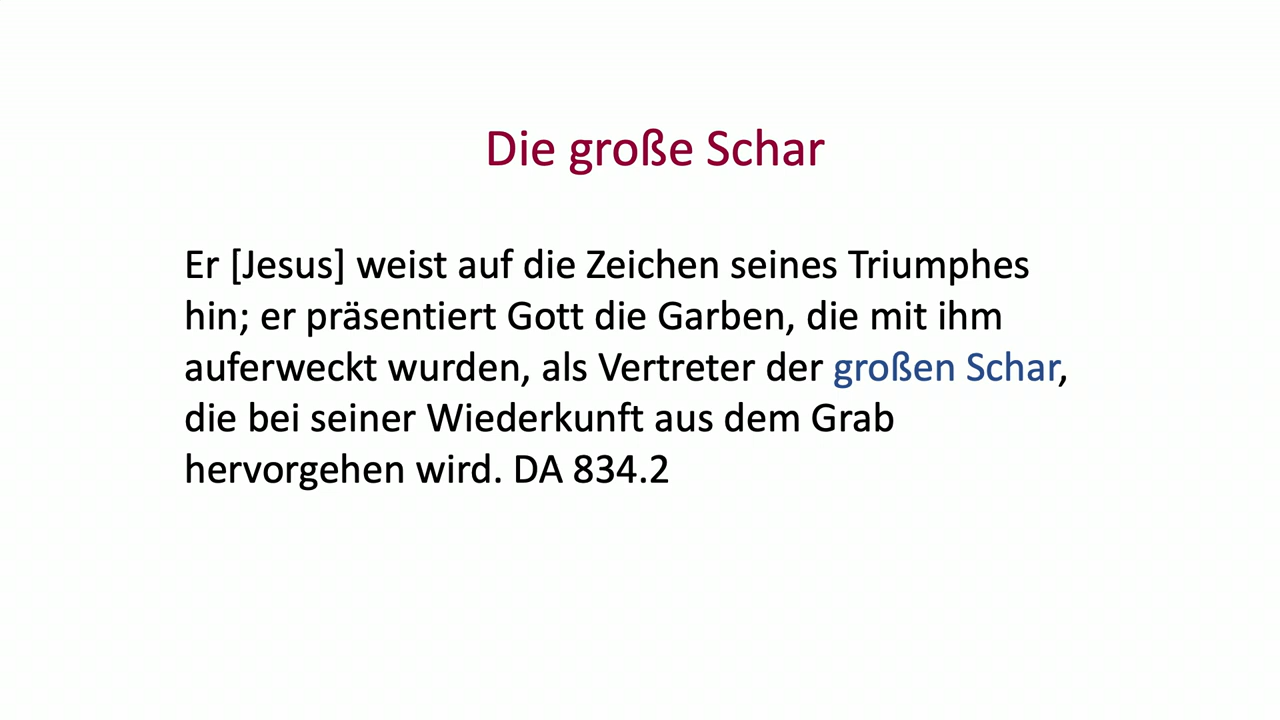 Die große Schar
Er [Jesus] weist auf die Zeichen seines Triumphes
hin; er präsentiert Gott die Garben, die mit ihm
auferweckt wurden, als Vertreter der großen Schar,
die bei seiner Wiederkunft aus dem Grab
hervorgehen wird. DA 834.2